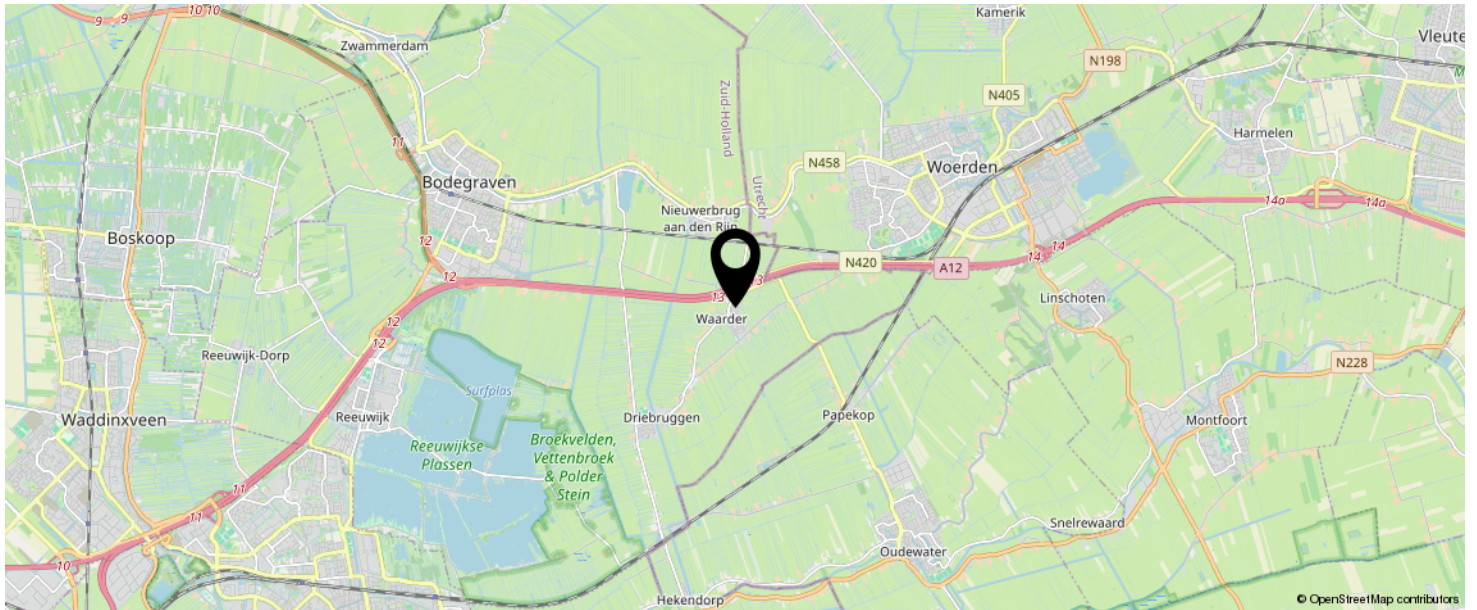 9
9
10 10
Zwammerdam
Kamerik
Vleute
M
N198
N405
Zuid-Holland
Utrecht
11
Harmelen
N458
Woerden
Bodegraven
14a
14a
Nieuwerbrug
aan den Rijn
Boskoop
12
12
N420
A12
14
13
3
Linschoten
Waarder
12
12
Reeuwijk-Dorp
N228
Surfplas
Waddinxveen
Reeuwijk
Driebruggen
Papekop
Montfoort
Reeuwijkse
Plassen
Broekvelden,
Vettenbroek
& Polder
Stein
11
11
Snelrewaard
Oudewater
10
Hekendorp
© OpenStreetMap contributors